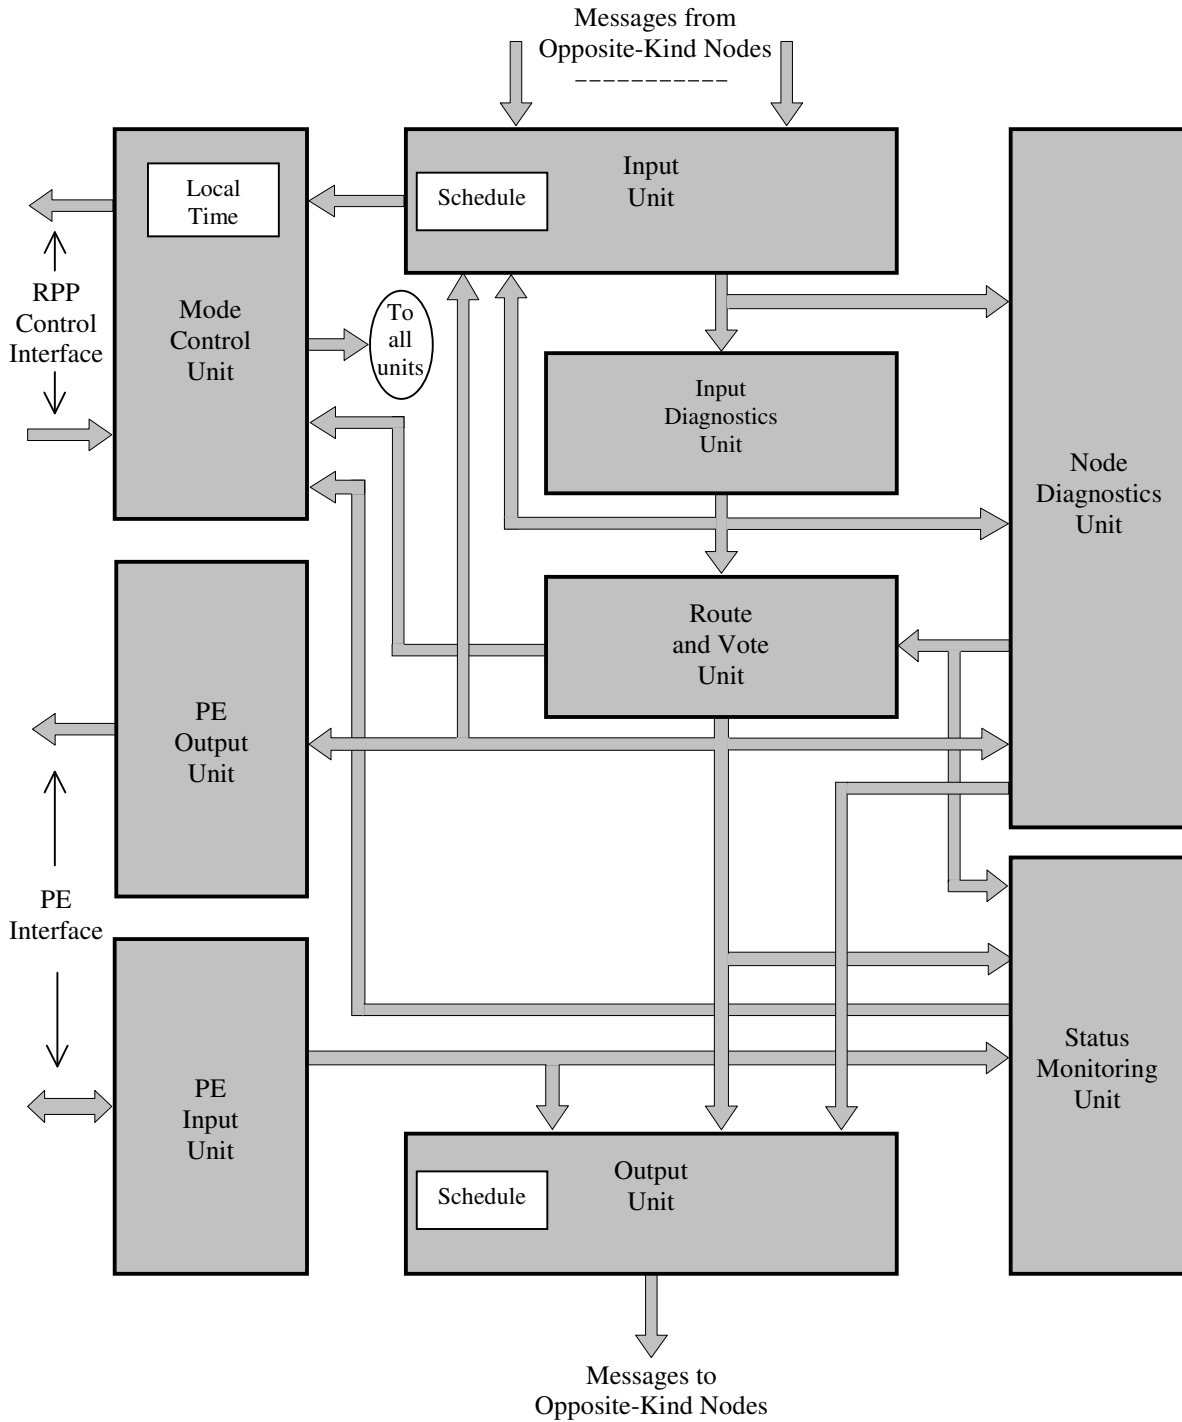 Messages from
Opposite-Kind Nodes
Input
Unit
Schedule
Local
Time
RPP
Control
Interface
Mode
Control
Unit
To
all
units
Input
Diagnostics
Unit
Node
Diagnostics
Unit
Route
and Vote
Unit
PE
Output
Unit
PE
Interface
PE
Input
Unit
Status
Monitoring
Unit
Output
Unit
Schedule
Messages to
Opposite-Kind Nodes